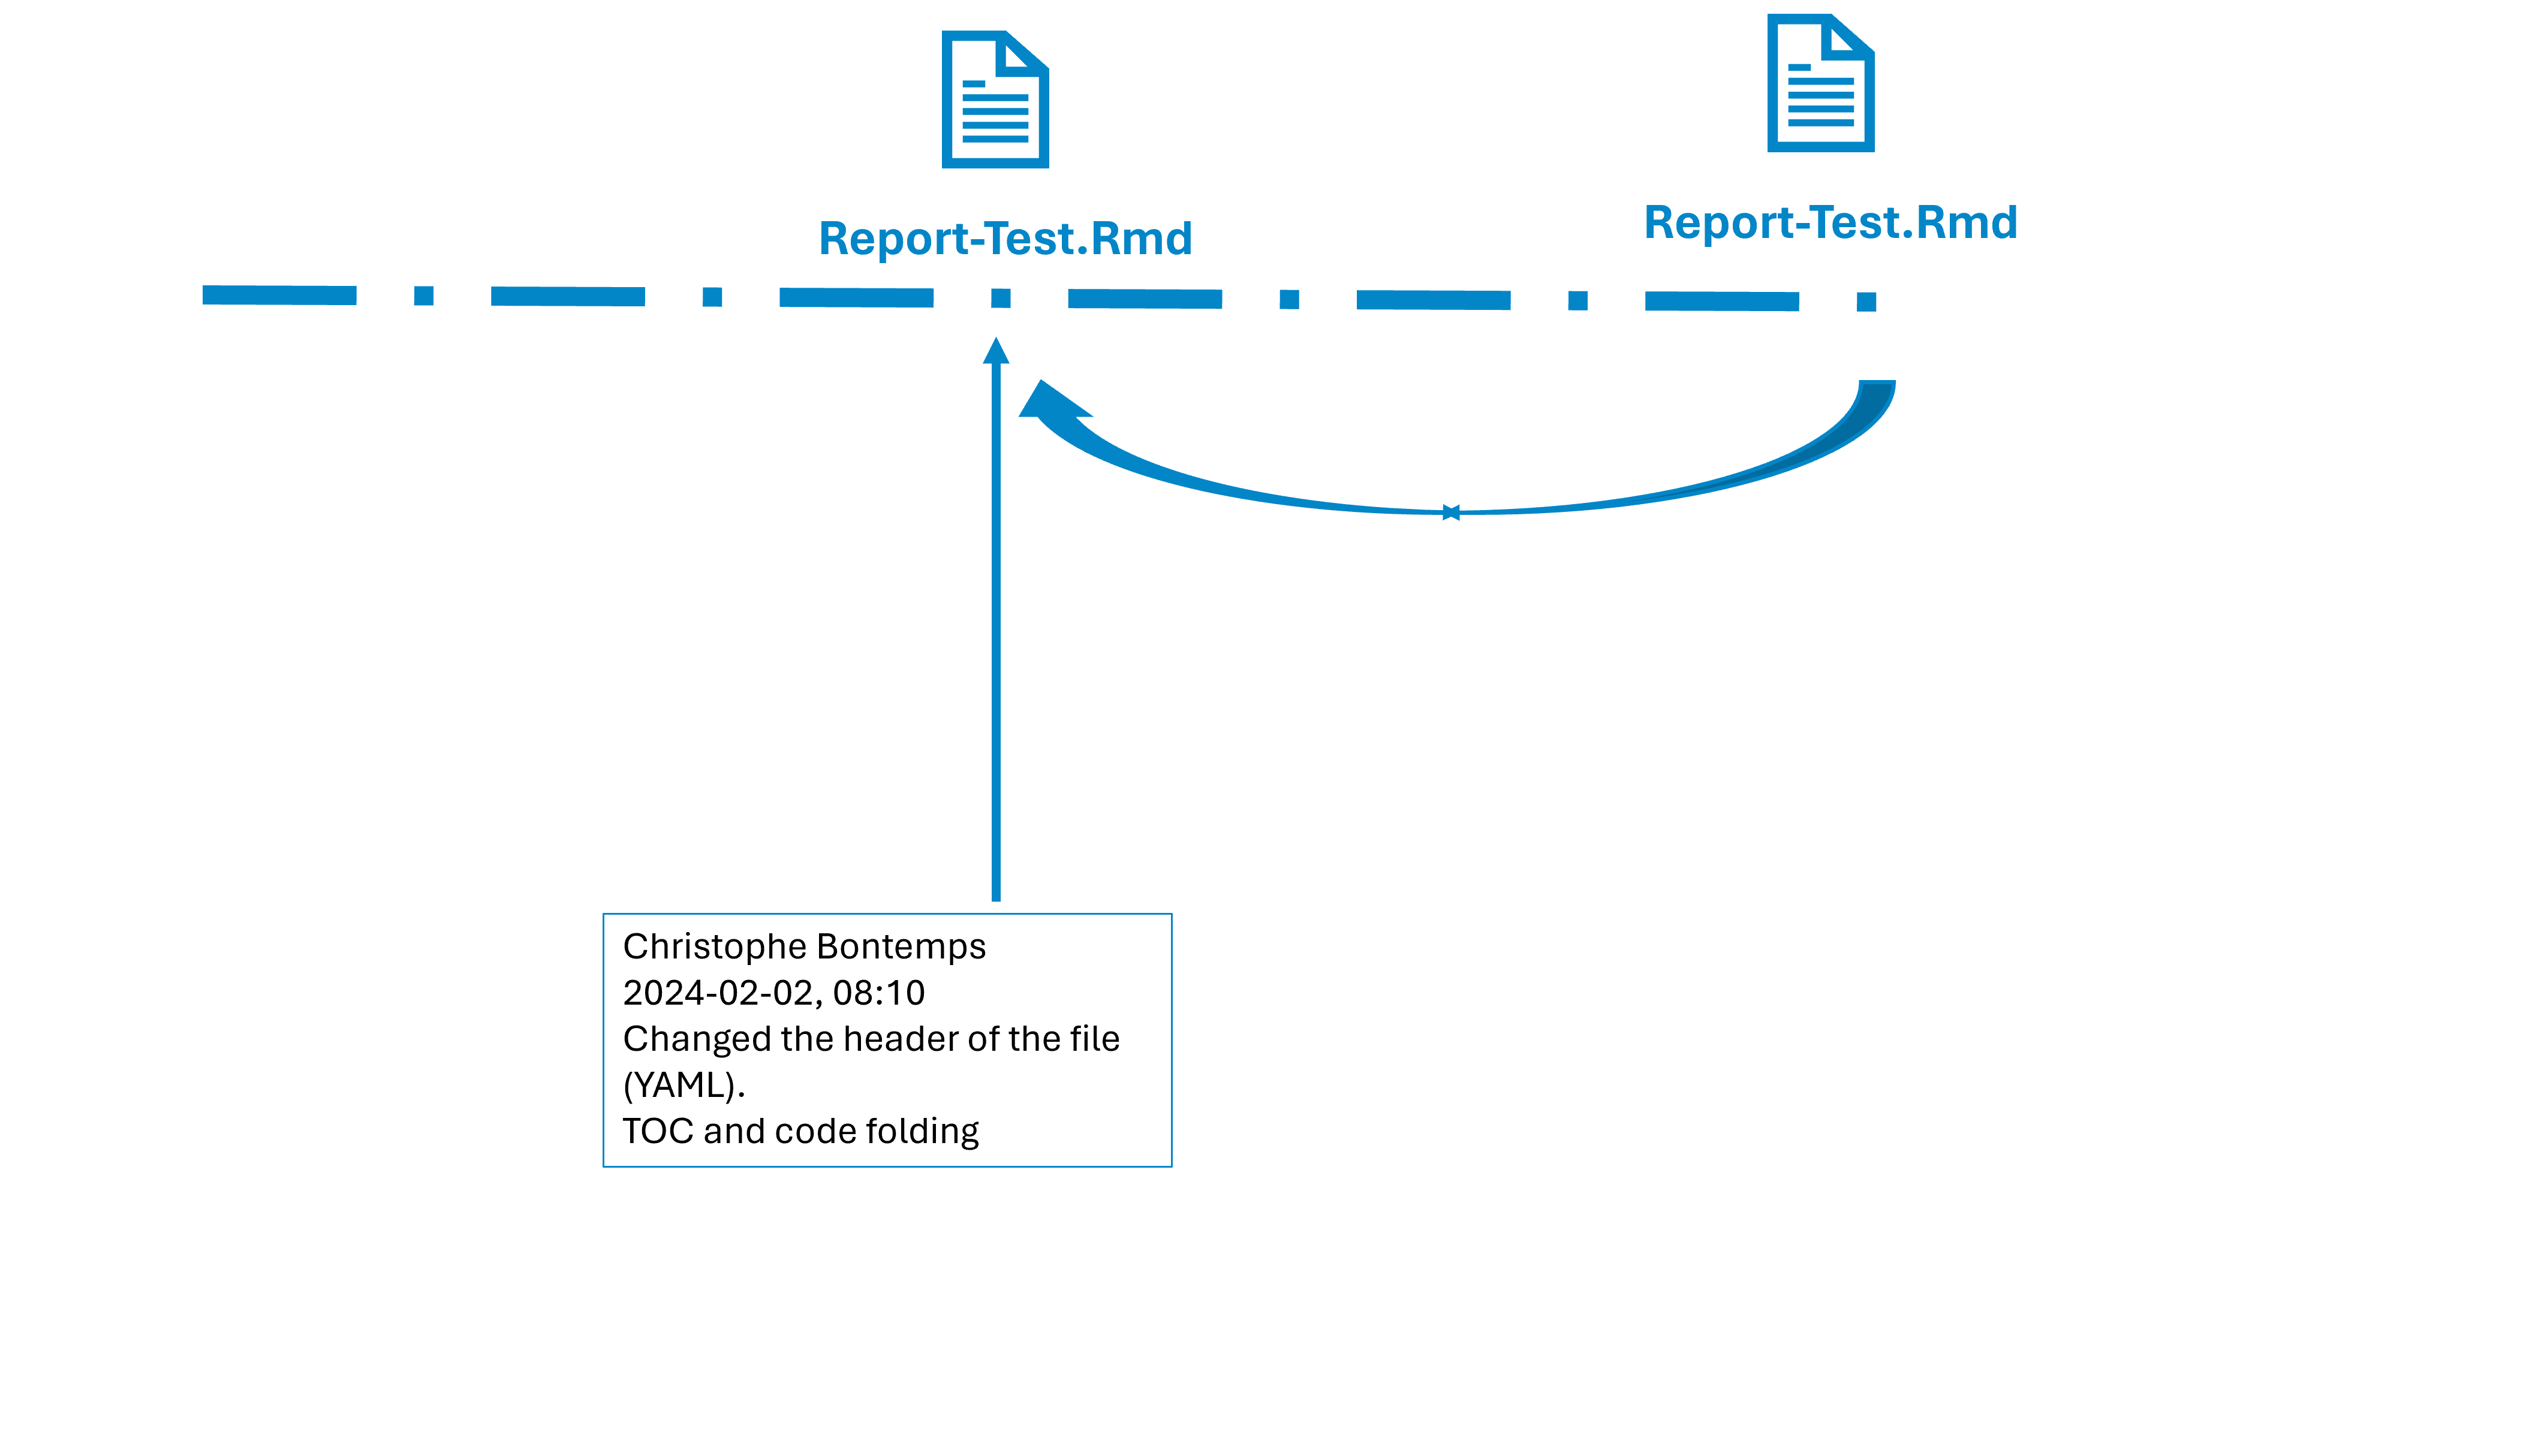 Report-Test.Rmd
Report-Test.Rmd
Christophe Bontemps
2024-02-02, 08:10
Changed the header of the file
(YAML).
TOC and code folding